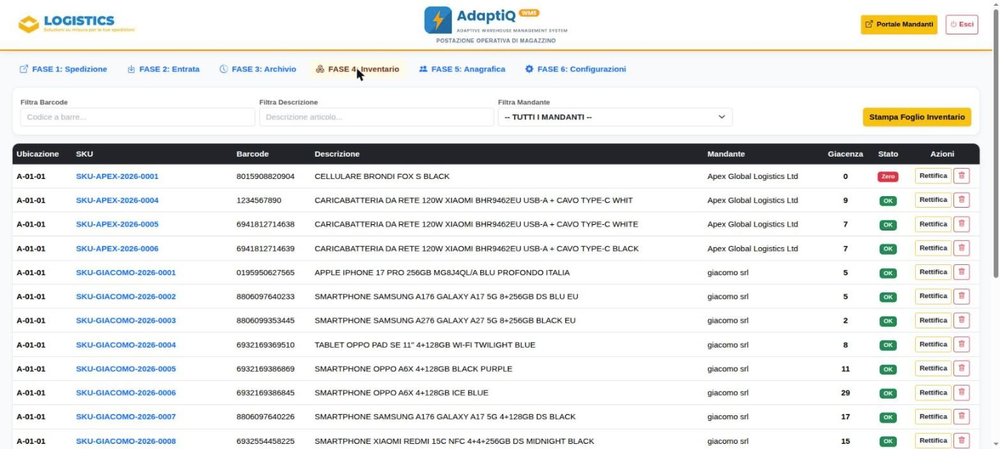 LOGISTICS
Soluzioni su misura per le tue spedizioni
AdaptiQ WMS
ADAPTIVE WAREHOUSE MANAGEMENT SYSTEM
POSTAZIONE OPERATIVA DI MAGAZZINO
Portale Mandanti Esci
FASE 1: Spedizione FASE 2: Entrata FASE 3: Archivio FASE 4: Inventario FASE 5: Anagrafica FASE 6: Configurazioni
Filtra Barcode Filtra Descrizione Filtra Mandante
Codice a barre... Descrizione articolo... -- TUTTI I MANDANTI -- Stampa Foglio Inventario
Ubicazione SKU Barcode Descrizione Mandante Giacenza Stato Azioni
A-01-01 SKU-APEX-2026-0001 8015908820904 CELLULARE BRONDI FOX S BLACK Apex Global Logistics Ltd 0 Zero Rettifica
A-01-01 SKU-APEX-2026-0004 1234567890 CARICABATTERIA DA RETE 120W XIAOMI BHR9462EU USB-A + CAVO TYPE-C WHIT Apex Global Logistics Ltd 9 OK Rettifica
A-01-01 SKU-APEX-2026-0005 6941812714638 CARICABATTERIA DA RETE 120W XIAOMI BHR9462EU USB-A + CAVO TYPE-C WHITE Apex Global Logistics Ltd 7 OK Rettifica
A-01-01 SKU-APEX-2026-0006 6941812714639 CARICABATTERIA DA RETE 120W XIAOMI BHR9462EU USB-A + CAVO TYPE-C BLACK Apex Global Logistics Ltd 7 OK Rettifica
A-01-01 SKU-GIACOMO-2026-0001 0195950627565 APPLE IPHONE 17 PRO 256GB MG8J4QL/A BLU PROFONDO ITALIA giacomo srl 5 OK Rettifica
A-01-01 SKU-GIACOMO-2026-0002 8806097640233 SMARTPHONE SAMSUNG A176 GALAXY A17 5G 8+256GB DS BLU EU giacomo srl 5 OK Rettifica
A-01-01 SKU-GIACOMO-2026-0003 8806099353445 SMARTPHONE SAMSUNG A276 GALAXY A27 5G 8+256GB BLACK EU giacomo srl 2 OK Rettifica
A-01-01 SKU-GIACOMO-2026-0004 6932169369510 TABLET OPPO PAD SE 11" 4+128GB WI-FI TWILIGHT BLUE giacomo srl 8 OK Rettifica
A-01-01 SKU-GIACOMO-2026-0005 6932169386869 SMARTPHONE OPPO A6X 4+128GB BLACK PURPLE giacomo srl 11 OK Rettifica
A-01-01 SKU-GIACOMO-2026-0006 6932169386845 SMARTPHONE OPPO A6X 4+128GB ICE BLUE giacomo srl 29 OK Rettifica
A-01-01 SKU-GIACOMO-2026-0007 8806097640226 SMARTPHONE SAMSUNG A176 GALAXY A17 5G 4+128GB DS BLACK giacomo srl 17 OK Rettifica
A-01-01 SKU-GIACOMO-2026-0008 6932554458225 SMARTPHONE XIAOMI REDMI 15C NFC 4+4+256GB DS MIDNIGHT BLACK giacomo srl 15 OK Rettifica